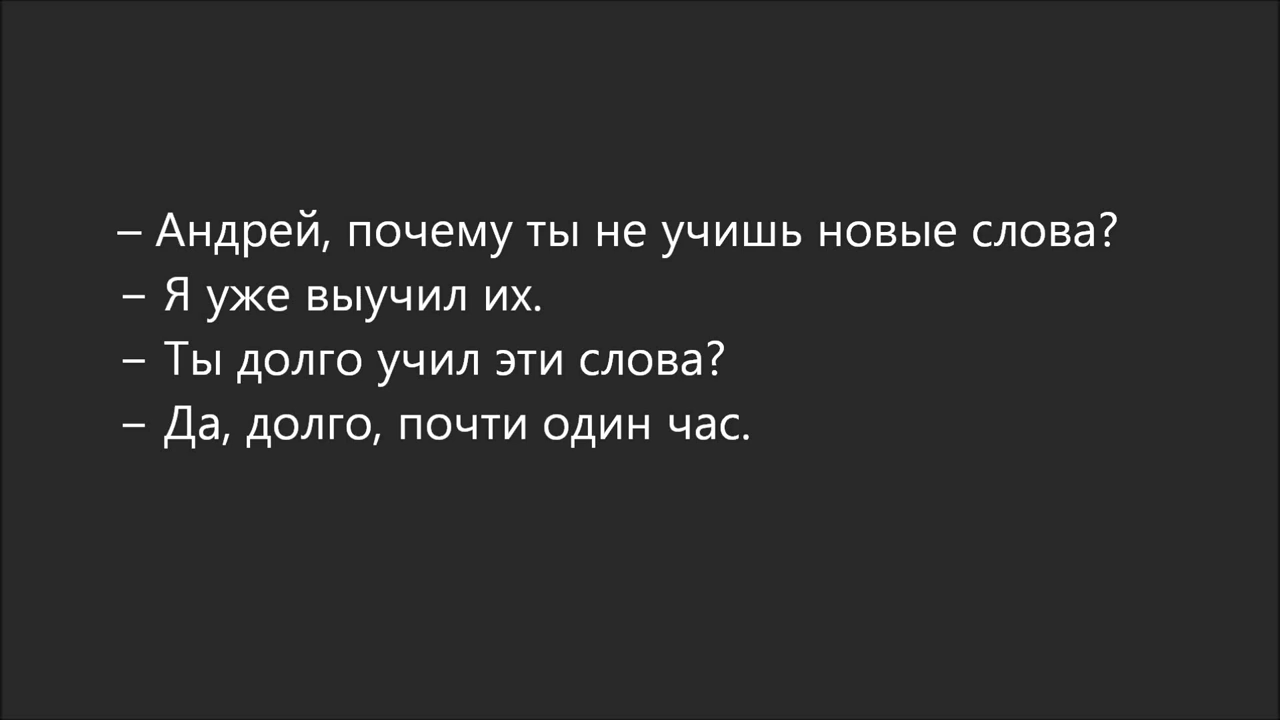 – Андрей, почему ты не учишь новые слова?
– Я уже выучил их.
– Ты долго учил эти слова?
– Да, долго, почти один час.